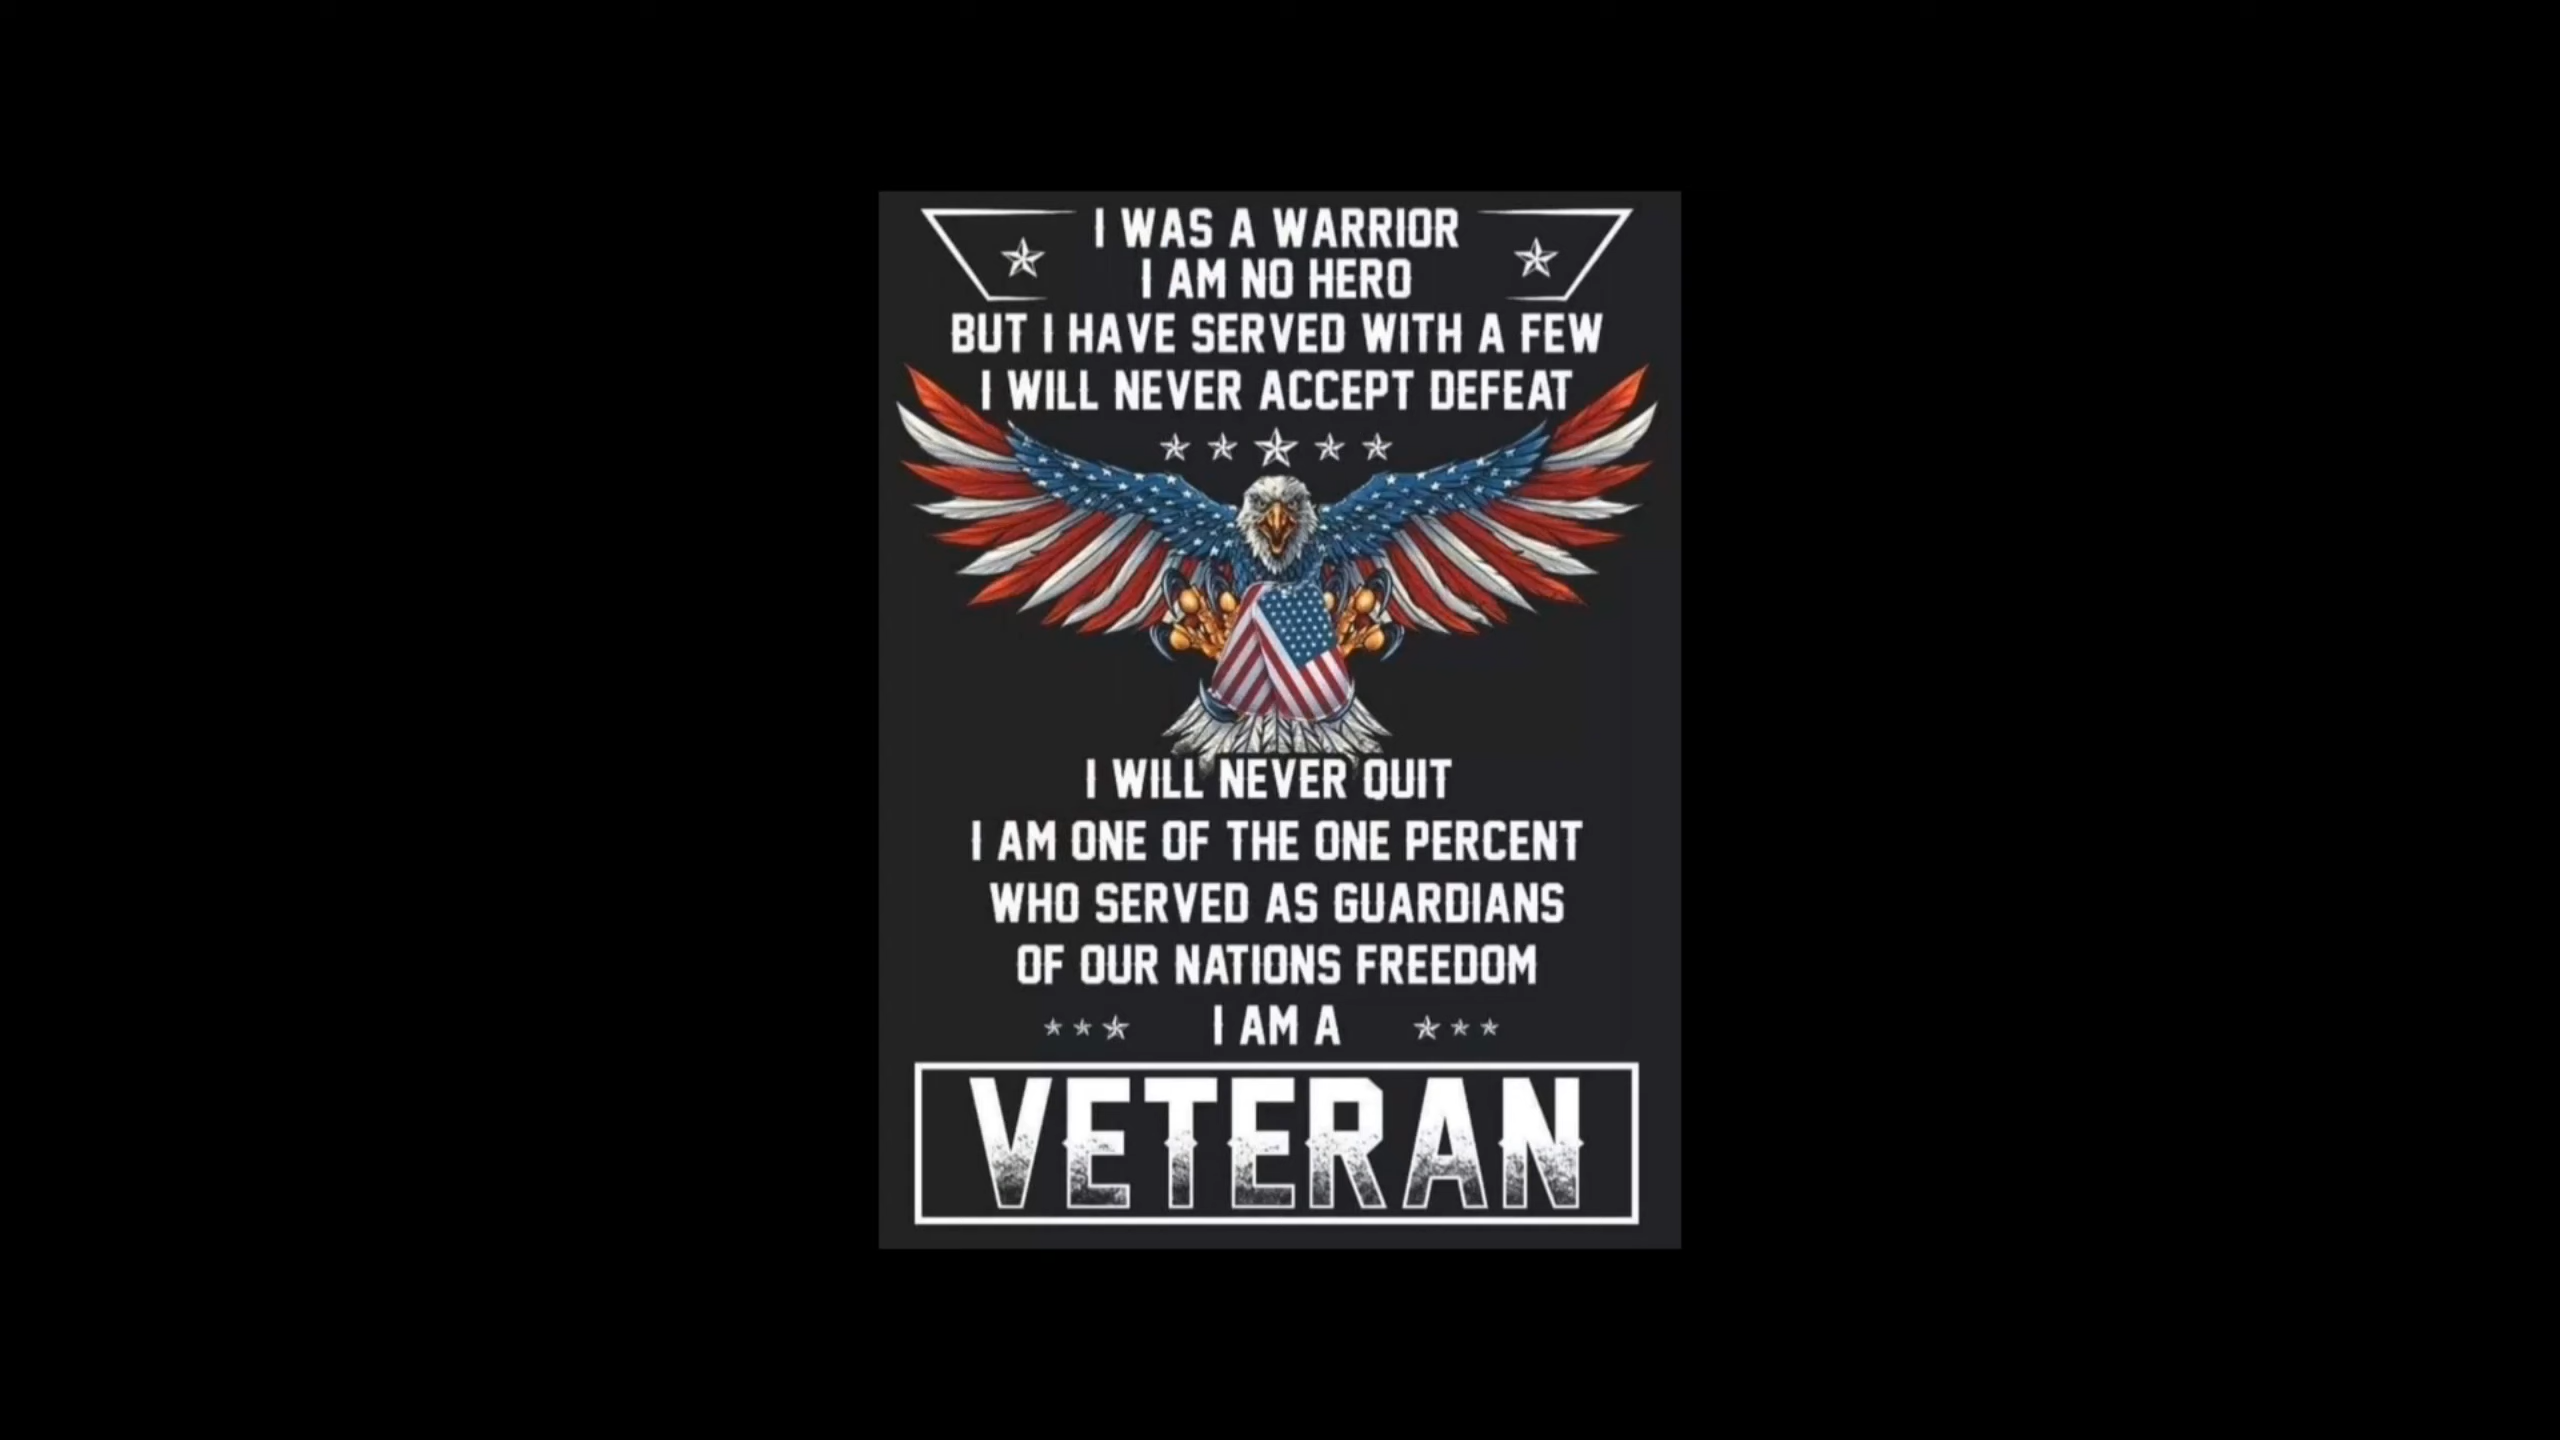 I WAS A WARRIOR
I AM NO HERO
BUT I HAVE SERVED WITH A FEW
I WILL NEVER ACCEPT DEFEAT
I WILL NEVER QUIT
I AM ONE OF THE ONE PERCENT
WHO SERVED AS GUARDIANS
OF OUR NATIONS FREEDOM
I AM A
VETERAN